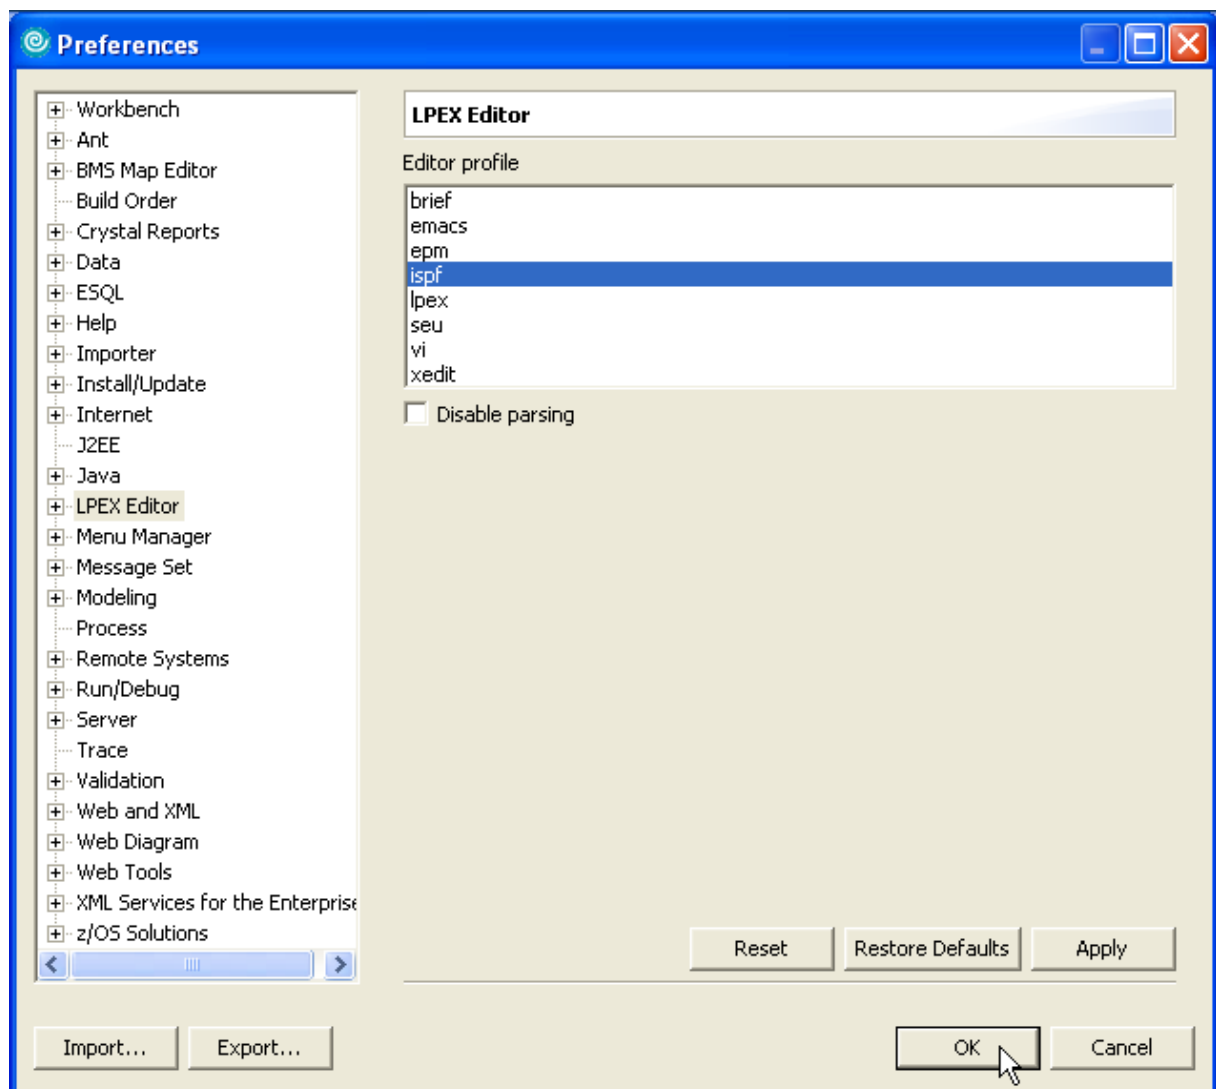 Preferences
Workbench
Ant
BMS Map Editor
Build Order
Crystal Reports
Data
ESQL
Help
Importer
Install/Update
Internet
J2EE
Java
LPEX Editor
Menu Manager
Message Set
Modeling
Process
Remote Systems
Run/Debug
Server
Trace
Validation
Web and XML
Web Diagram
Web Tools
XML Services for the Enterprise
z/OS Solutions
LPEX Editor
Editor profile
brief
emacs
epm
ispf
lpex
seu
vi
xedit
Disable parsing
Reset
Restore Defaults
Apply
Import...
Export...
OK
Cancel